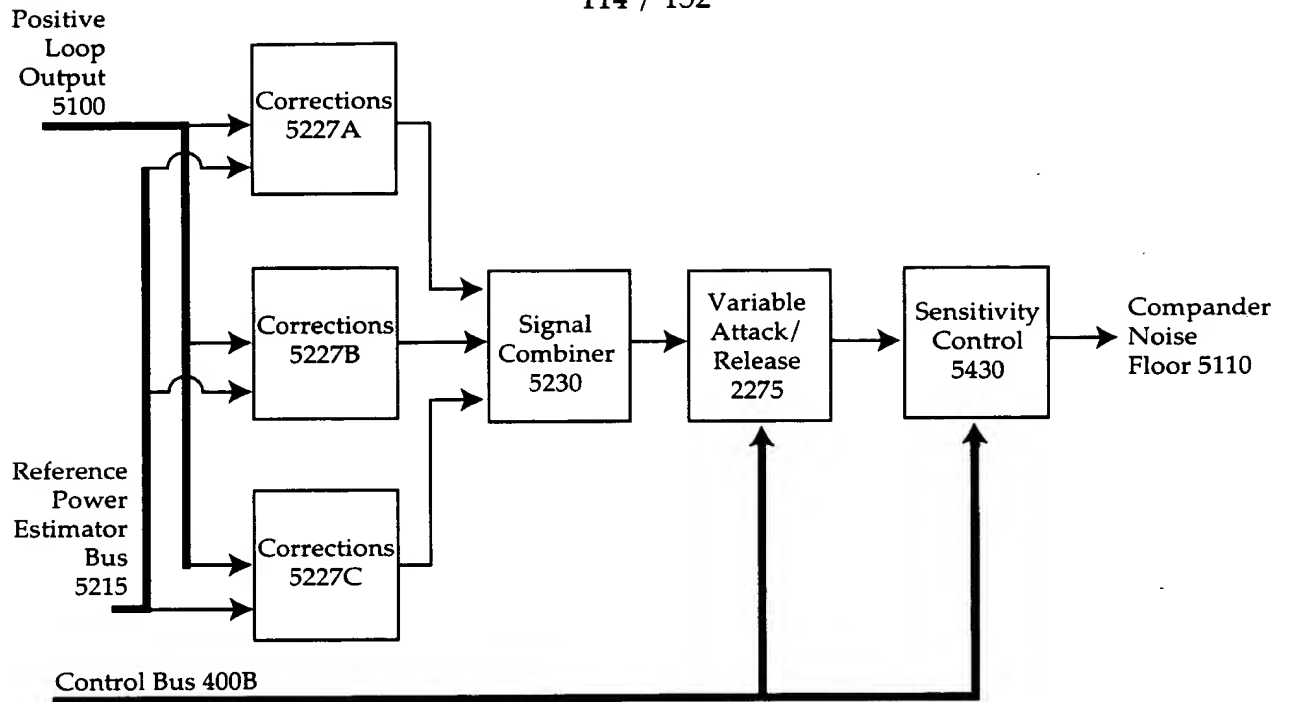 114 / 152
Positive
Loop
Output
5100
Corrections
5227A
Corrections
5227B
Signal
Combiner
5230
Variable
Attack/
Release
2275
Sensitivity
Control
5430
Compander
Noise
Floor 5110
Reference
Power
Estimator
Bus
5215
Corrections
5227C
Control Bus 400B